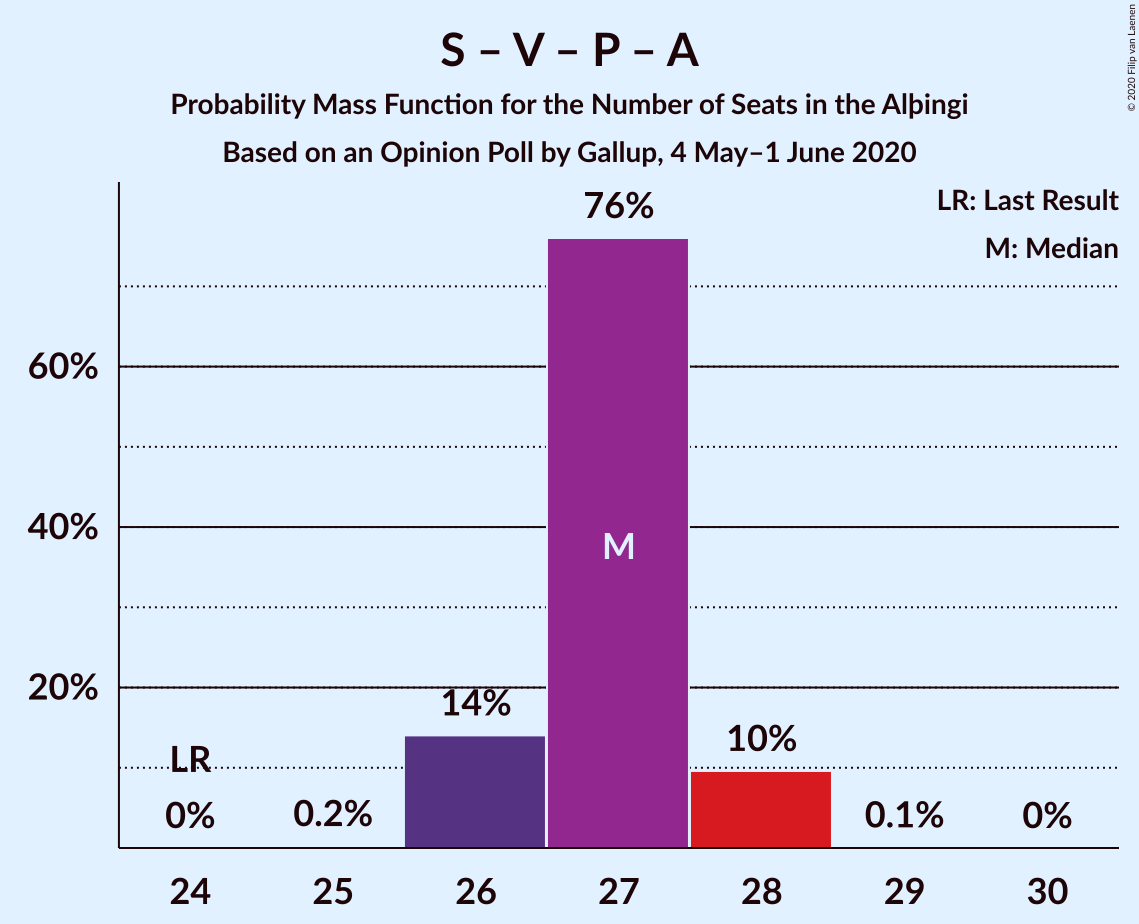 S – V – P – A
Probability Mass Function for the Number of Seats in the Alþingi
Based on an Opinion Poll by Gallup, 4 May–1 June 2020
© 2020 Filip van Laenen
LR: Last Result
M: Median
76%
60%
40%
M
20%
14%
10%
LR
0%
0.2%
0.1%
0%
24
25
26
27
28
29
30